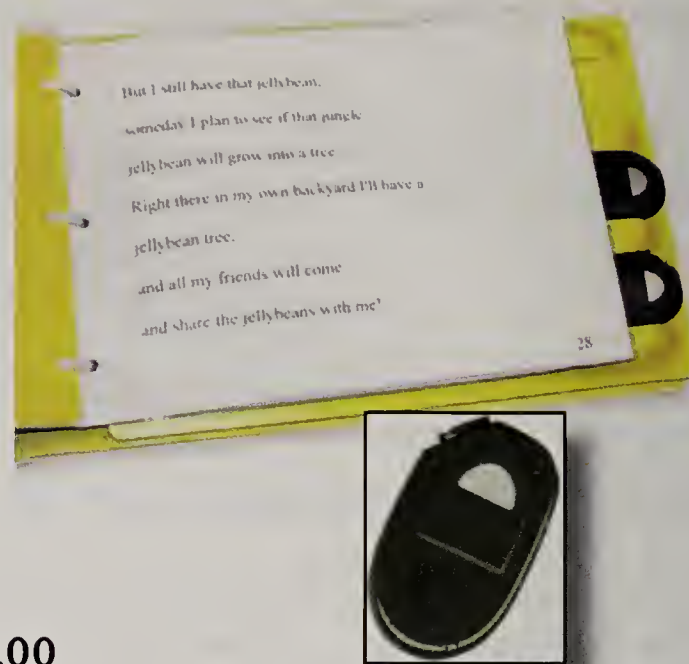 But I still have that jellybean,
someday I plan to see if that jungle
jellybean will grow into a tree
Right there in my own backyard I'll have a
jellybean tree,
and all my friends will come
and share the jellybeans with me!
28
.00